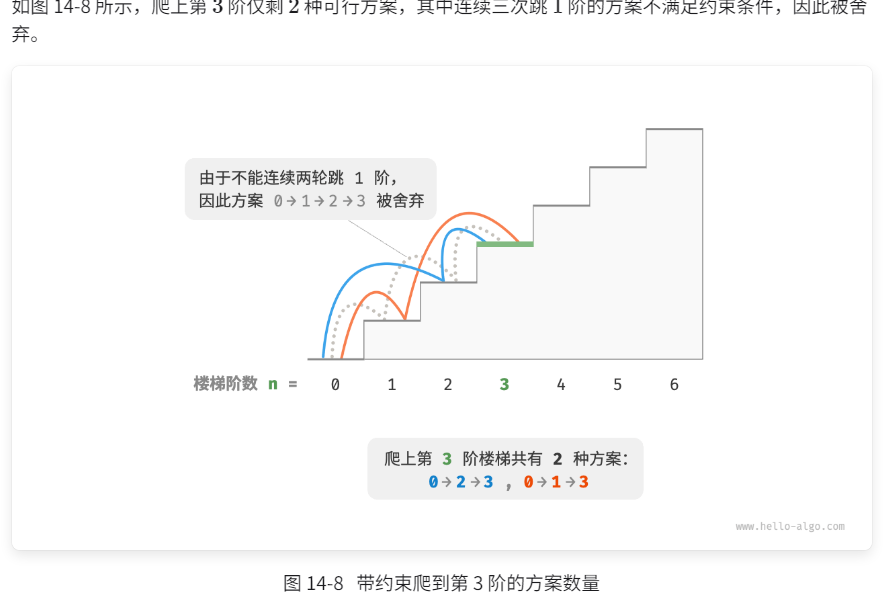 如图 14-8 所示，爬上第 3 阶仅剩 2 种可行方案，其中连续三次跳 1 阶的方案不满足约束条件，因此被舍
弃。
由于不能连续两轮跳 1 阶，
因此方案 0→1→2→3 被舍弃
楼梯阶数 n = 0 1 2 3 4 5 6
爬上第 3 阶楼梯共有 2 种方案：
0→2→3 , 0→1→3
www.hello-algo.com
图 14-8 带约束爬到第 3 阶的方案数量